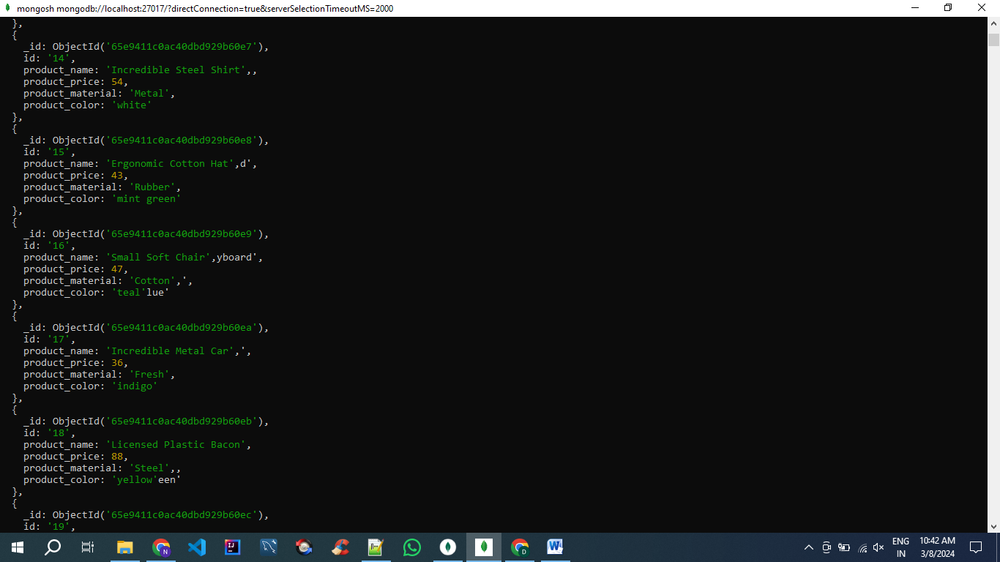 mongosh mongodb://localhost:27017/?directConnection=true&serverSelectionTimeoutMS=2000
},
{
_id: ObjectId('65e9411c0ac40dbd929b60e7'),
id: '14',
product_name: 'Incredible Steel Shirt',,
product_price: 54,
product_material: 'Metal',
product_color: 'white'
},
{
_id: ObjectId('65e9411c0ac40dbd929b60e8'),
id: '15',
product_name: 'Ergonomic Cotton Hat',d',
product_price: 43,
product_material: 'Rubber',
product_color: 'mint green'
},
{
_id: ObjectId('65e9411c0ac40dbd929b60e9'),
id: '16',
product_name: 'Small Soft Chair',yboard',
product_price: 47,
product_material: 'Cotton',',
product_color: 'teal'lue'
},
{
_id: ObjectId('65e9411c0ac40dbd929b60ea'),
id: '17',
product_name: 'Incredible Metal Car',',
product_price: 36,
product_material: 'Fresh',
product_color: 'indigo'
},
{
_id: ObjectId('65e9411c0ac40dbd929b60eb'),
id: '18',
product_name: 'Licensed Plastic Bacon',
product_price: 88,
product_material: 'Steel',,
product_color: 'yellow'een'
},
{
_id: ObjectId('65e9411c0ac40dbd929b60ec'),
id: '19',
ENG
IN
10:42 AM
3/8/2024